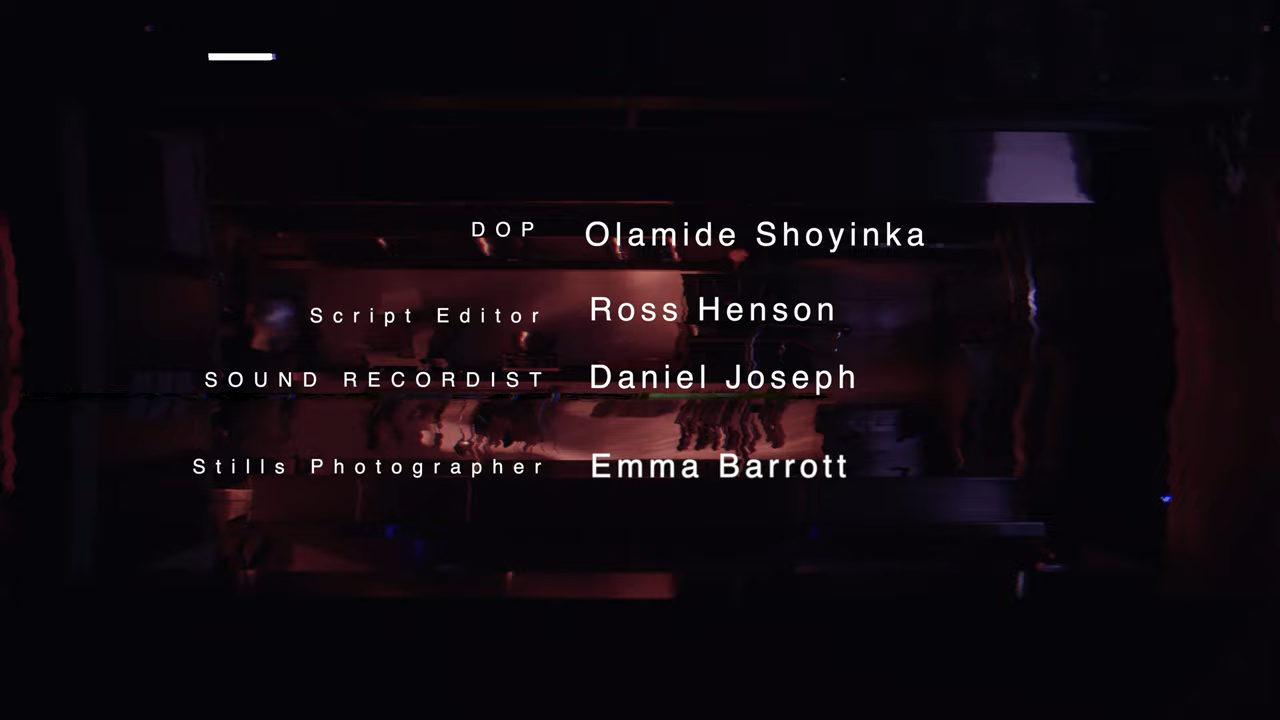 DOP Olamide Shoyinka
Script Editor Ross Henson
SOUND RECORDIST Daniel Joseph
Stills Photographer Emma Barrott